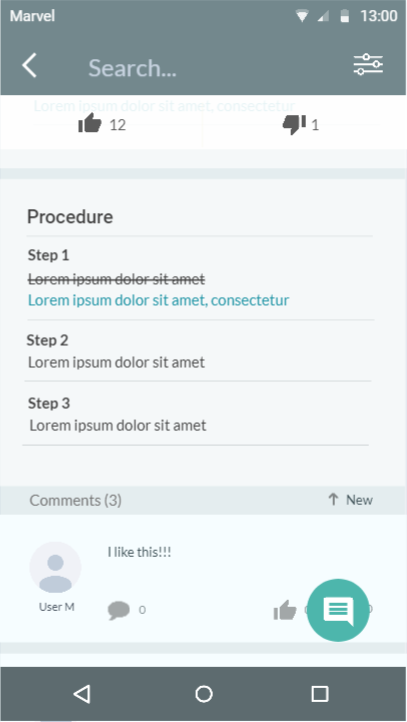 Marvel 13:00
Search...
Lorem ipsum dolor sit amet, consectetur
12 1
Procedure
Step 1
Lorem ipsum dolor sit amet
Lorem ipsum dolor sit amet, consectetur
Step 2
Lorem ipsum dolor sit amet
Step 3
Lorem ipsum dolor sit amet
Comments (3) New
I like this!!!
User M 0